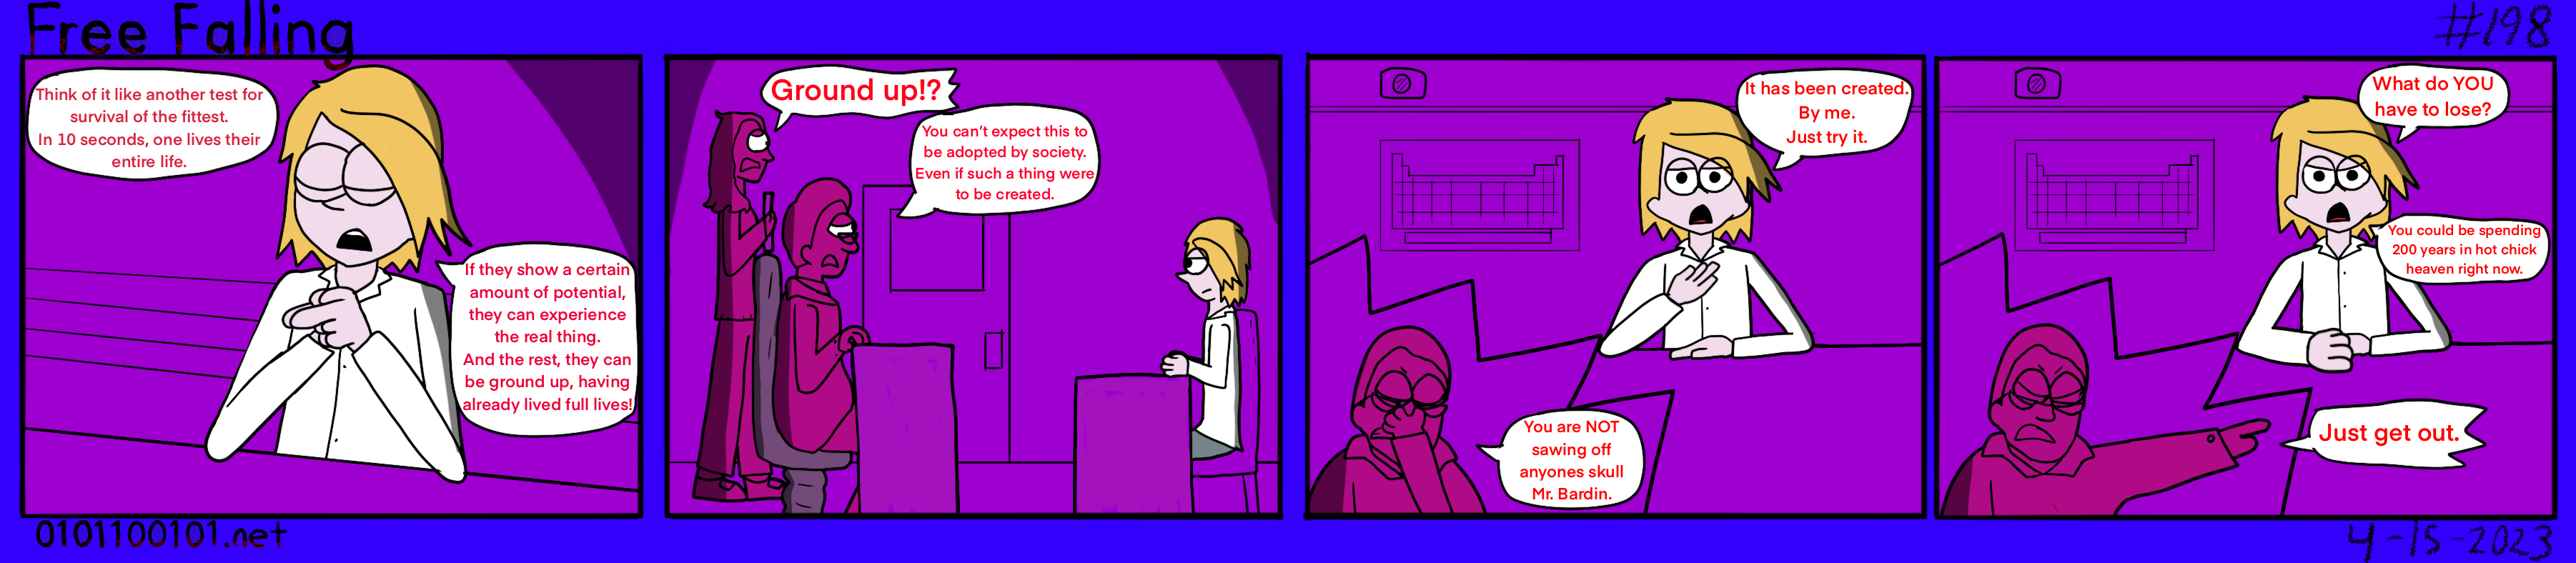 Free Falling
#198
Think of it like another test for
survival of the fittest.
In 10 seconds, one lives their
entire life.
If they show a certain
amount of potential,
they can experience
the real thing.
And the rest, they can
be ground up, having
already lived full lives!
Ground up!?
You can't expect this to
be adopted by society.
Even if such a thing were
to be created.
It has been created.
By me.
Just try it.
You are NOT
sawing off
anyones skull
Mr. Bardin.
What do YOU
have to lose?
You could be spending
200 years in hot chick
heaven right now.
Just get out.
0101100101.net
4-15-2023